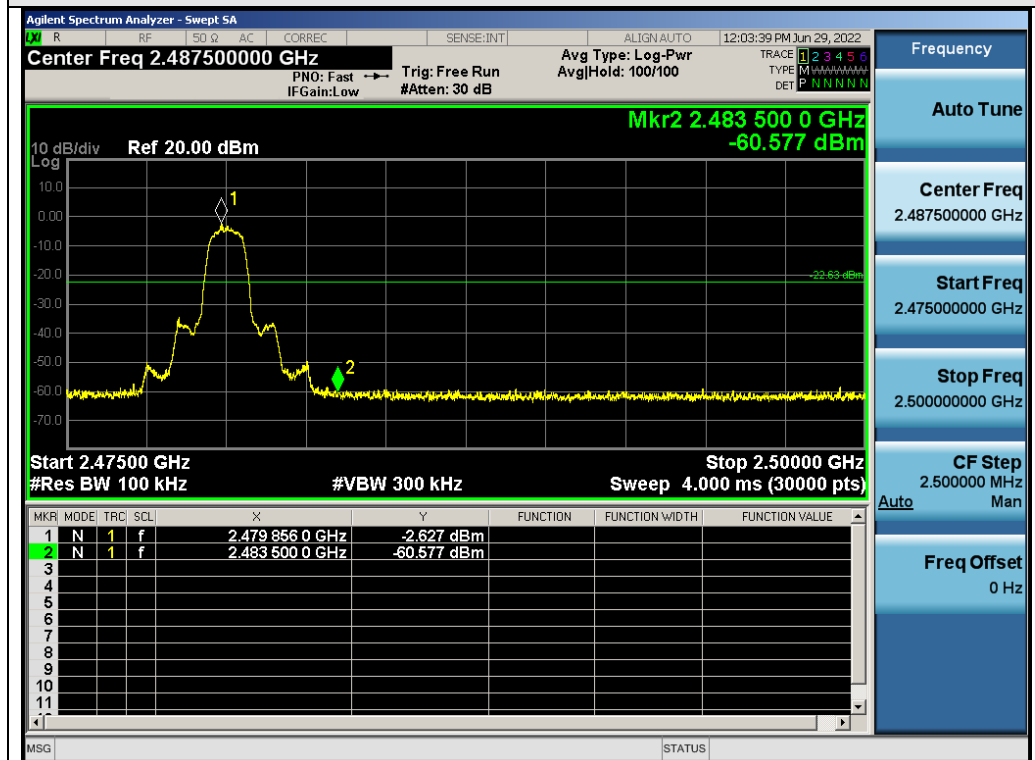 Agilent Spectrum Analyzer - Swept SA
LXI R RF 50 Ω AC CORREC SENSE:INT ALIGN AUTO 12:03:39 PM Jun 29, 2022
Center Freq 2.487500000 GHz
PNO: Fast
IFGain:Low
Trig: Free Run
#Atten: 30 dB
Avg Type: Log-Pwr
Avg|Hold: 100/100
TRACE 1 2 3 4 5 6
TYPE M WWWWW
DET P N N N N N
Mkr2 2.483 500 0 GHz
-60.577 dBm
10 dB/div Ref 20.00 dBm
Log
10.0
0.00
-10.0
-20.0
-30.0
-40.0
-50.0
-60.0
-70.0
1
2
-22.63 dBm
Start 2.47500 GHz Stop 2.50000 GHz
#Res BW 100 kHz #VBW 300 kHz Sweep 4.000 ms (30000 pts)
MKR MODE TRC SCL X Y FUNCTION FUNCTION WIDTH FUNCTION VALUE
1 N 1 f 2.479 856 0 GHz -2.627 dBm
2 N 1 f 2.483 500 0 GHz -60.577 dBm
3
4
5
6
7
8
9
10
11
MSG STATUS
Frequency
Auto Tune
Center Freq
2.487500000 GHz
Start Freq
2.475000000 GHz
Stop Freq
2.500000000 GHz
CF Step
2.500000 MHz
Auto Man
Freq Offset
0 Hz